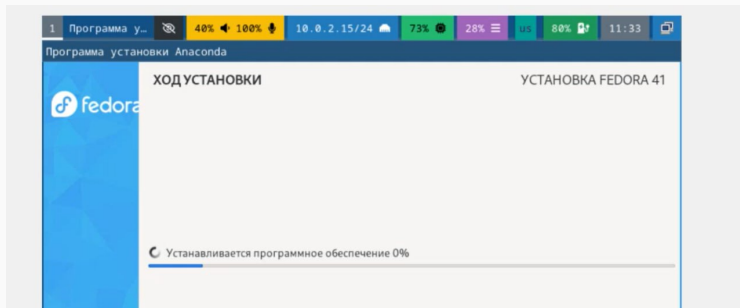 1 Программа у… 40% 100% 10.0.2.15/24 73% 28% us 80% 11:33
Программа установки Anaconda
ХОД УСТАНОВКИ УСТАНОВКА FEDORA 41
fedora
Устанавливается программное обеспечение 0%